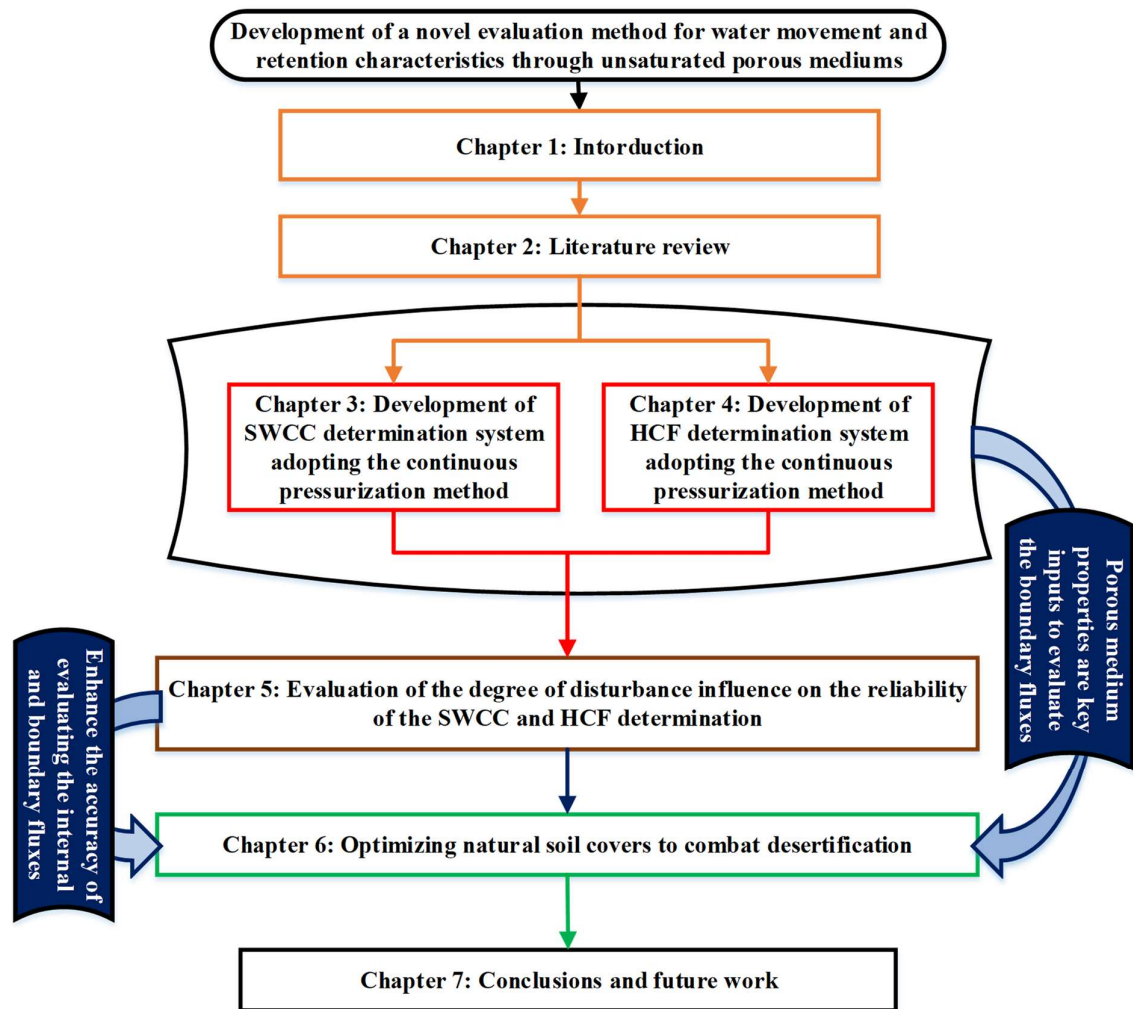 Development of a novel evaluation method for water movement and
retention characteristics through unsaturated porous mediums
Chapter 1: Intorduction
Chapter 2: Literature review
Chapter 3: Development of
SWCC determination system
adopting the continuous
pressurization method
Chapter 4: Development of
HCF determination system
adopting the continuous
pressurization method
Porous medium
properties are key
inputs to evaluate
the boundary fluxes
Chapter 5: Evaluation of the degree of disturbance influence on the reliability
of the SWCC and HCF determination
Enhance the accuracy of
evaluating the internal
and boundary fluxes
Chapter 6: Optimizing natural soil covers to combat desertification
Chapter 7: Conclusions and future work